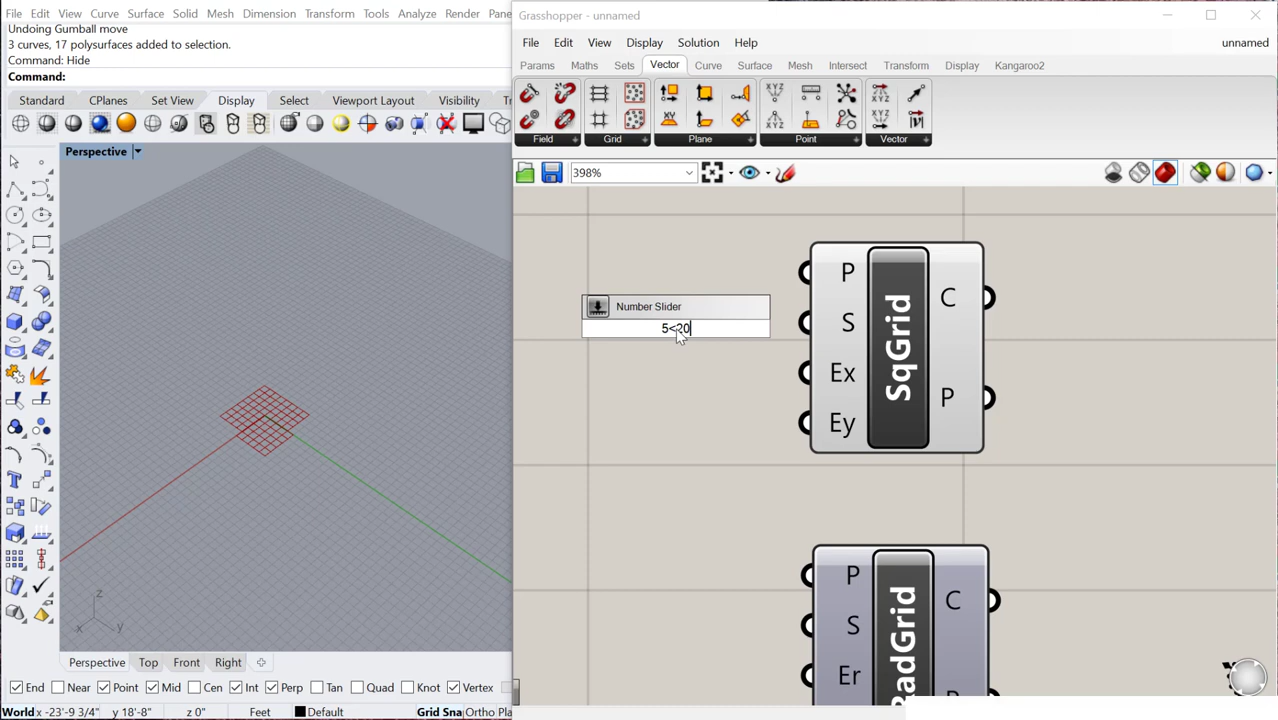 File Edit View Curve Surface Solid Mesh Dimension Transform Tools Analyze Render Pane
Undoing Gumball move
3 curves, 17 polysurfaces added to selection.
Command: Hide
Command:
Standard CPlanes Set View Display Select Viewport Layout Visibility
Perspective
z
x y
Perspective Top Front Right
End Near Point Mid Cen Int Perp Tan Quad Knot Vertex
World x -23'-9 3/4" y 18'-8" z 0" Feet Default Grid Sna Ortho Pla
Grasshopper - unnamed
File Edit View Display Solution Help unnamed
Params Maths Sets Vector Curve Surface Mesh Intersect Transform Display Kangaroo2
Field Grid Plane Point Vector
398%
Number Slider
5<20
P
S
Ex
Ey
SqGrid
C
P
P
S
Er
RadGrid
C